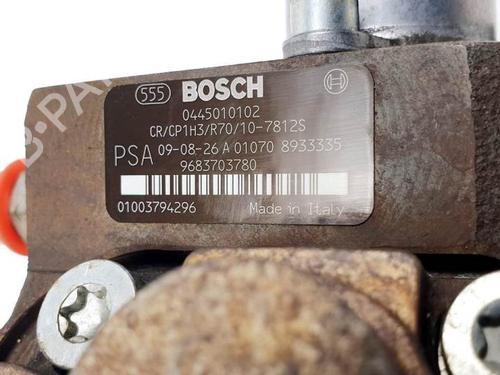 555 BOSCH
0445010102
CR/CP1H3/R70/10-7812S
PSA 09-08-26 A 01070 8933335
9683703780
01003794296 Made in Italy